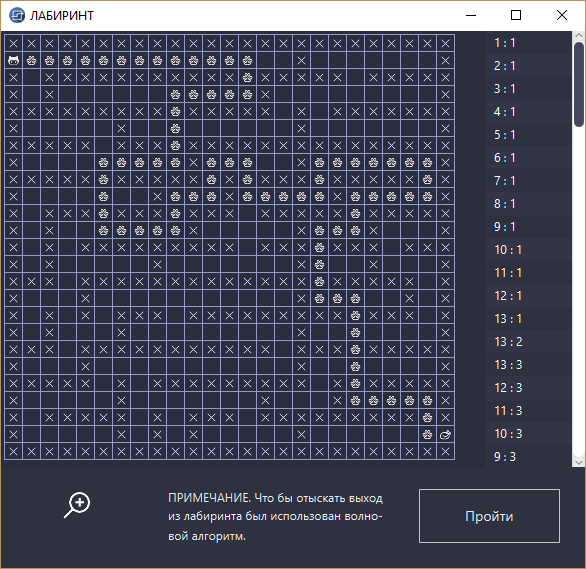 ЛАБИРИНТ
1 : 1
2 : 1
3 : 1
4 : 1
5 : 1
6 : 1
7 : 1
8 : 1
9 : 1
10 : 1
11 : 1
12 : 1
13 : 1
13 : 2
13 : 3
12 : 3
11 : 3
10 : 3
9 : 3
ПРИМЕЧАНИЕ. Что бы отыскать выход
из лабиринта был использован волно-
вой алгоритм.
Пройти